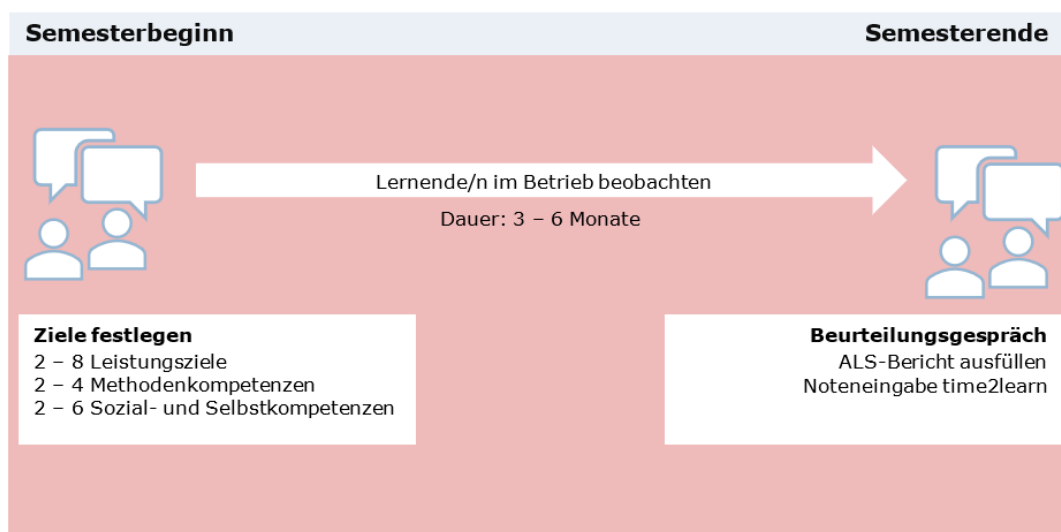 Semesterbeginn
Semesterende
Lernende/n im Betrieb beobachten
Dauer: 3 – 6 Monate
Ziele festlegen
2 – 8 Leistungsziele
2 – 4 Methodenkompetenzen
2 – 6 Sozial- und Selbstkompetenzen
Beurteilungsgespräch
ALS-Bericht ausfüllen
Noteneingabe time2learn